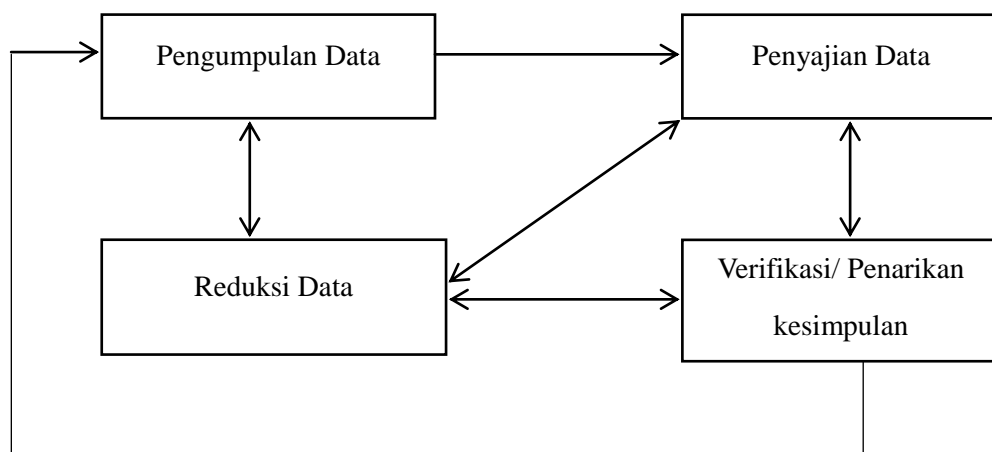 Pengumpulan Data
Penyajian Data
Reduksi Data
Verifikasi/ Penarikan
kesimpulan